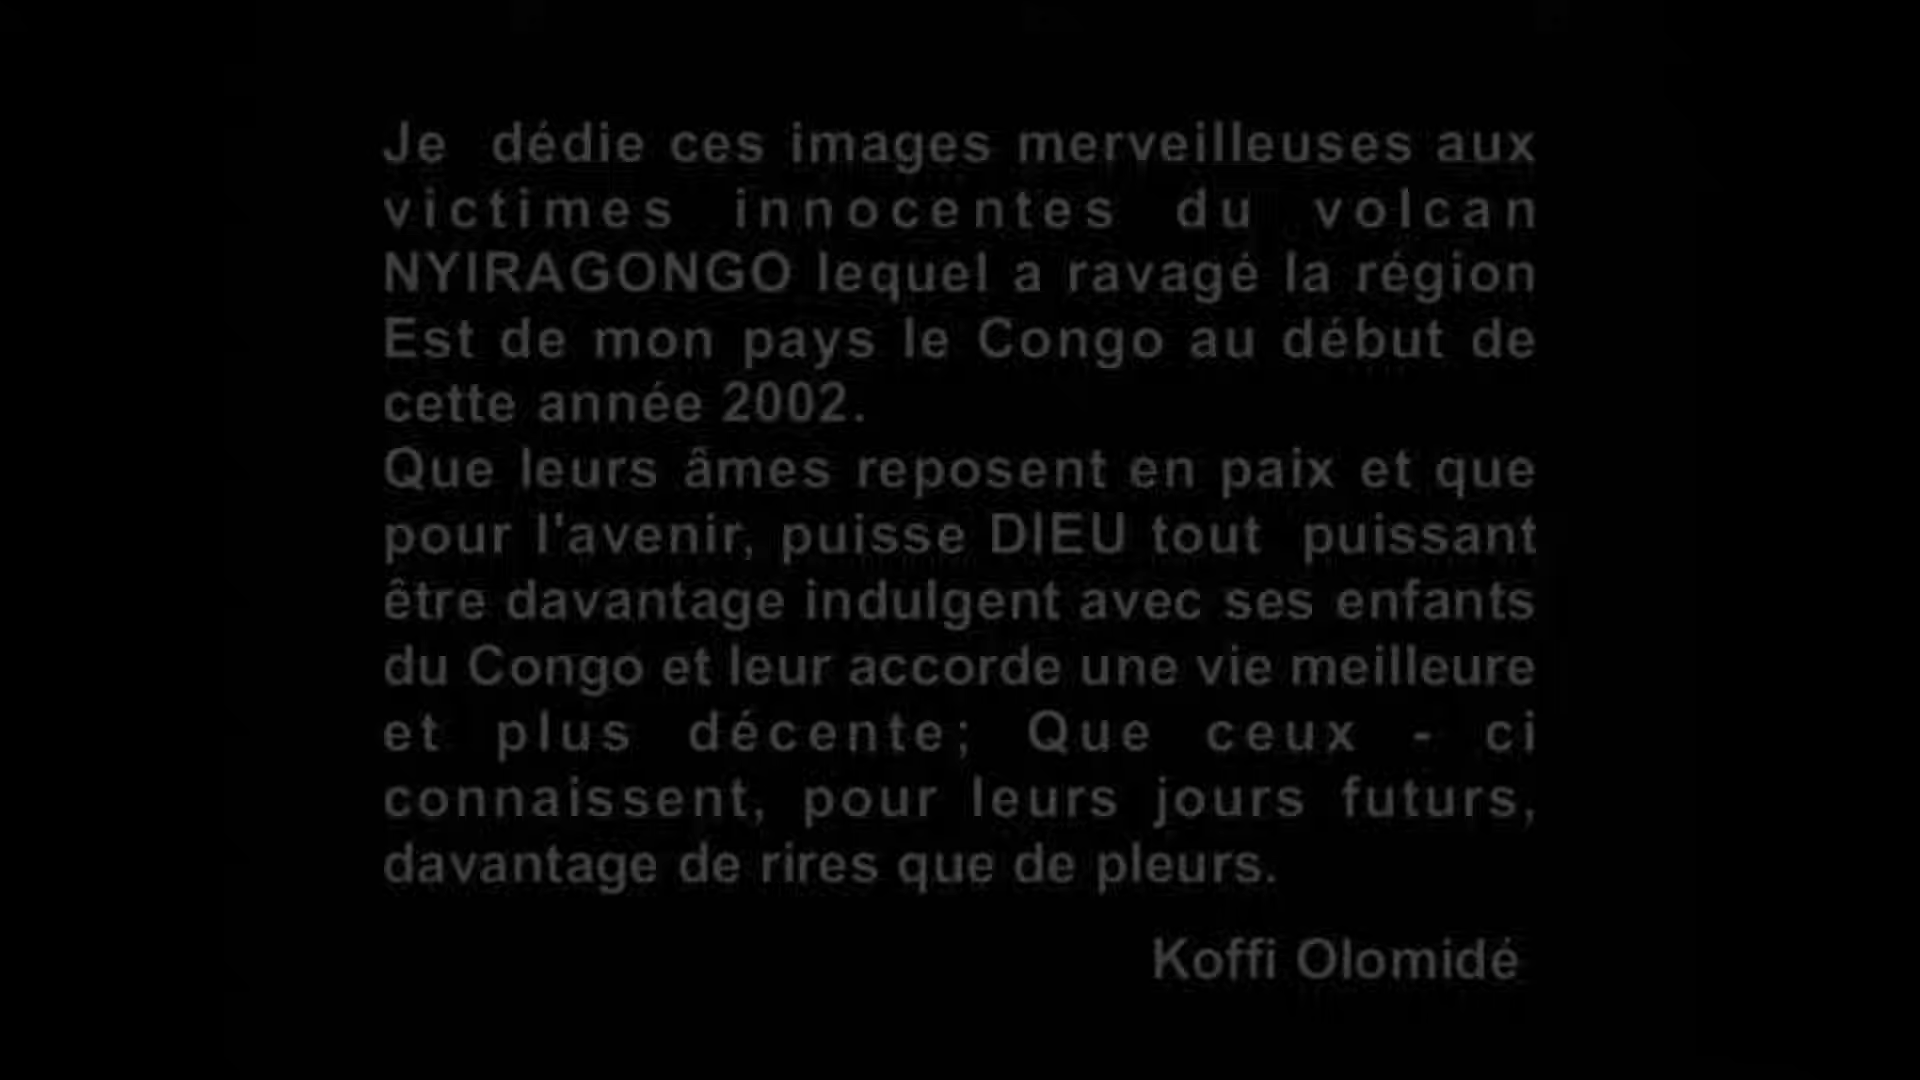 Je dédie ces images merveilleuses aux
victimes innocentes du volcan
NYIRAGONGO lequel a ravagé la région
Est de mon pays le Congo au début de
cette année 2002.
Que leurs âmes reposent en paix et que
pour l'avenir, puisse DIEU tout puissant
être davantage indulgent avec ses enfants
du Congo et leur accorde une vie meilleure
et plus décente; Que ceux - ci
connaissent, pour leurs jours futurs,
davantage de rires que de pleurs.
Koffi Olomidé